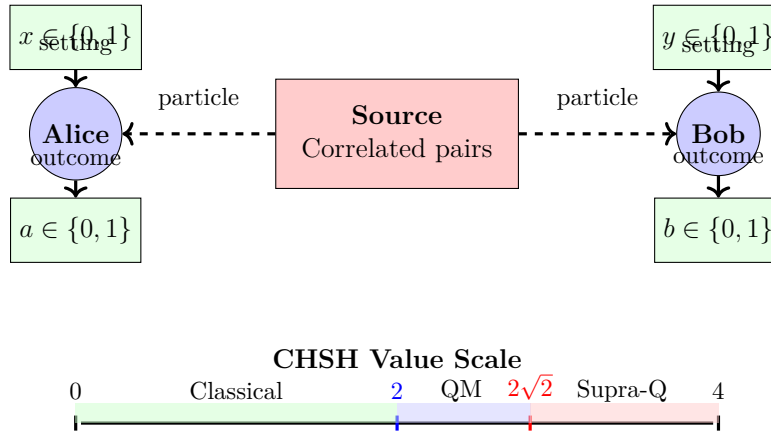 x ∈ {0, 1}
setting
y ∈ {0, 1}
setting
particle
particle
Alice
outcome
Source
Correlated pairs
Bob
outcome
a ∈ {0, 1}
b ∈ {0, 1}
CHSH Value Scale
0 Classical 2 QM 2√2 Supra-Q 4